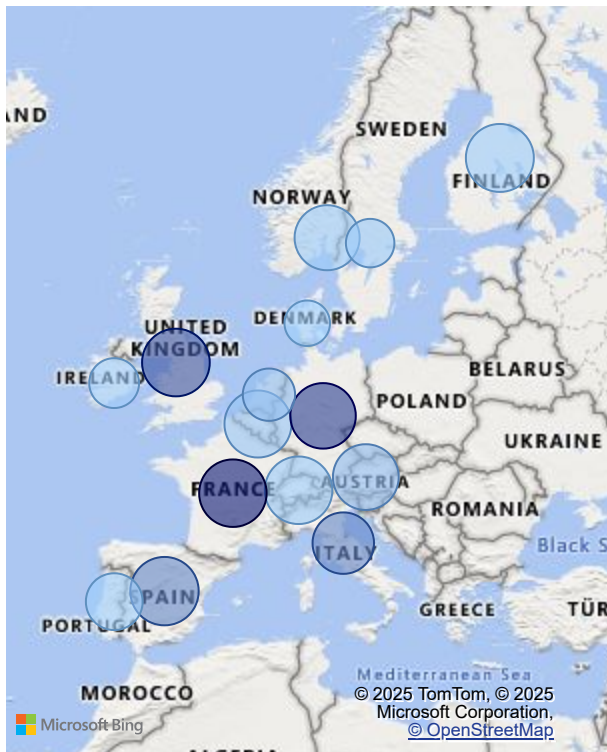 AND
SWEDEN
FINLAND
NORWAY
DENMARK
UNITED
KINGDOM
IRELAND
BELARUS
POLAND
UKRAINE
FRANCE
AUSTRIA
ROMANIA
Black S
ITALY
SPAIN
GREECE
TÜR
PORTUGAL
Mediterranean Sea
MOROCCO
© 2025 TomTom, © 2025
Microsoft Corporation,
© OpenStreetMap
Microsoft Bing
ALGERIA